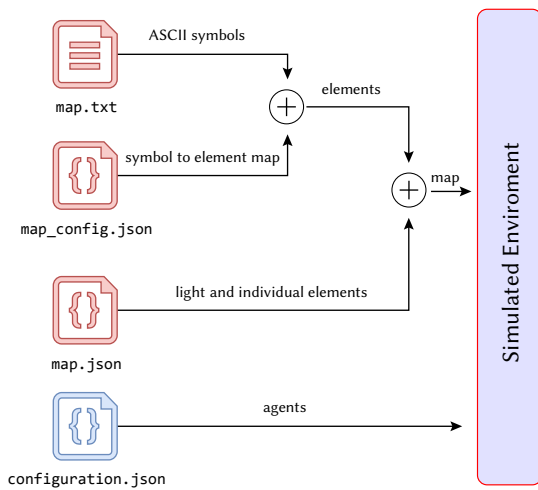 ASCII symbols
map.txt
elements
symbol to element map
map_config.json
map
light and individual elements
map.json
agents
configuration.json
Simulated Enviroment